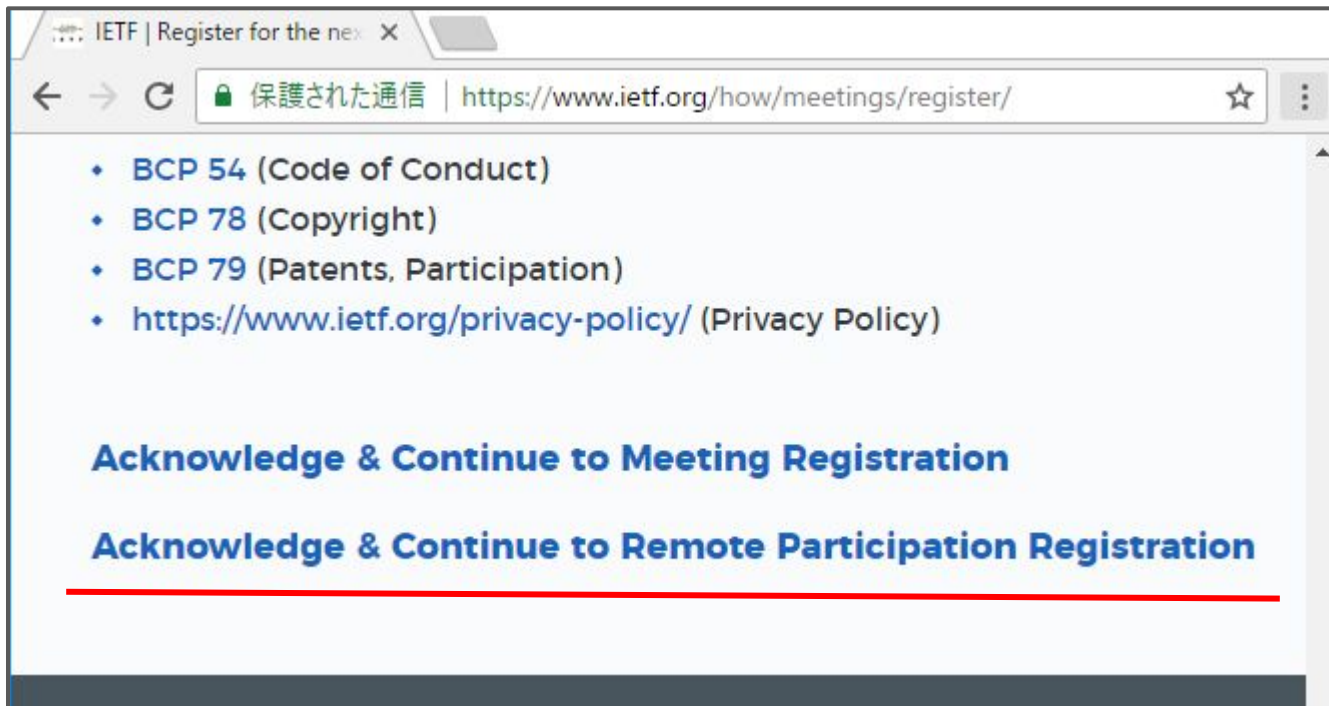 IETF | Register for the nex
保護された通信 | https://www.ietf.org/how/meetings/register/
BCP 54 (Code of Conduct)
BCP 78 (Copyright)
BCP 79 (Patents, Participation)
https://www.ietf.org/privacy-policy/ (Privacy Policy)
Acknowledge & Continue to Meeting Registration
Acknowledge & Continue to Remote Participation Registration